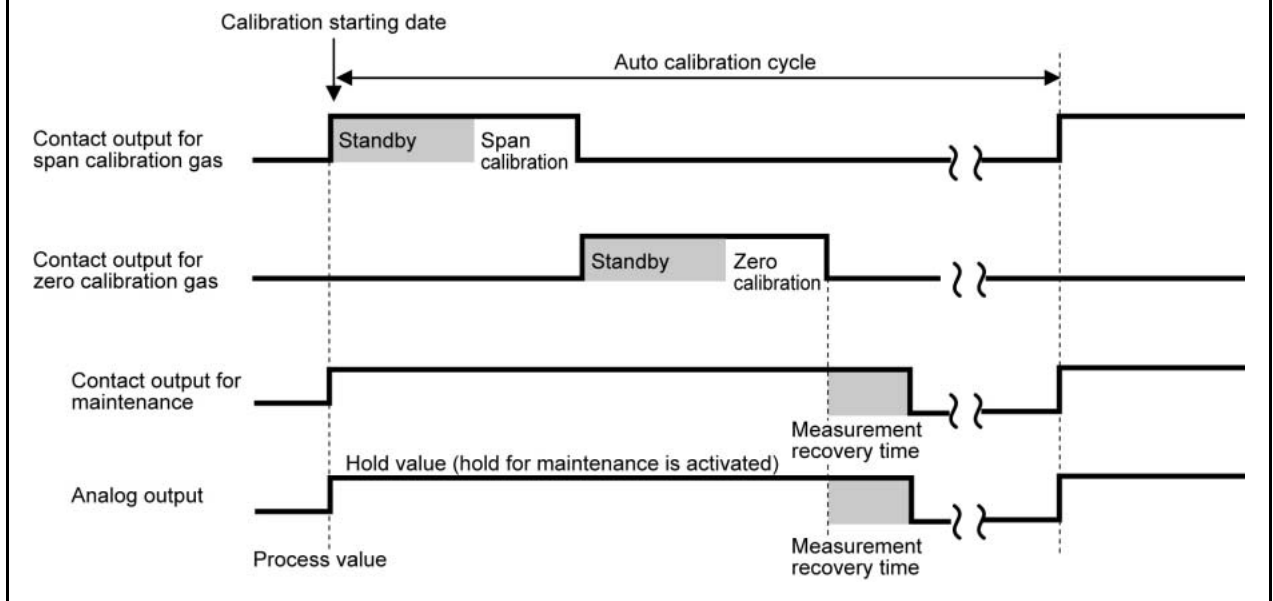 Calibration starting date
Auto calibration cycle
Contact output for
span calibration gas
Standby
Span
calibration
Contact output for
zero calibration gas
Standby
Zero
calibration
Contact output for
maintenance
Measurement
recovery time
Hold value (hold for maintenance is activated)
Analog output
Measurement
recovery time
Process value